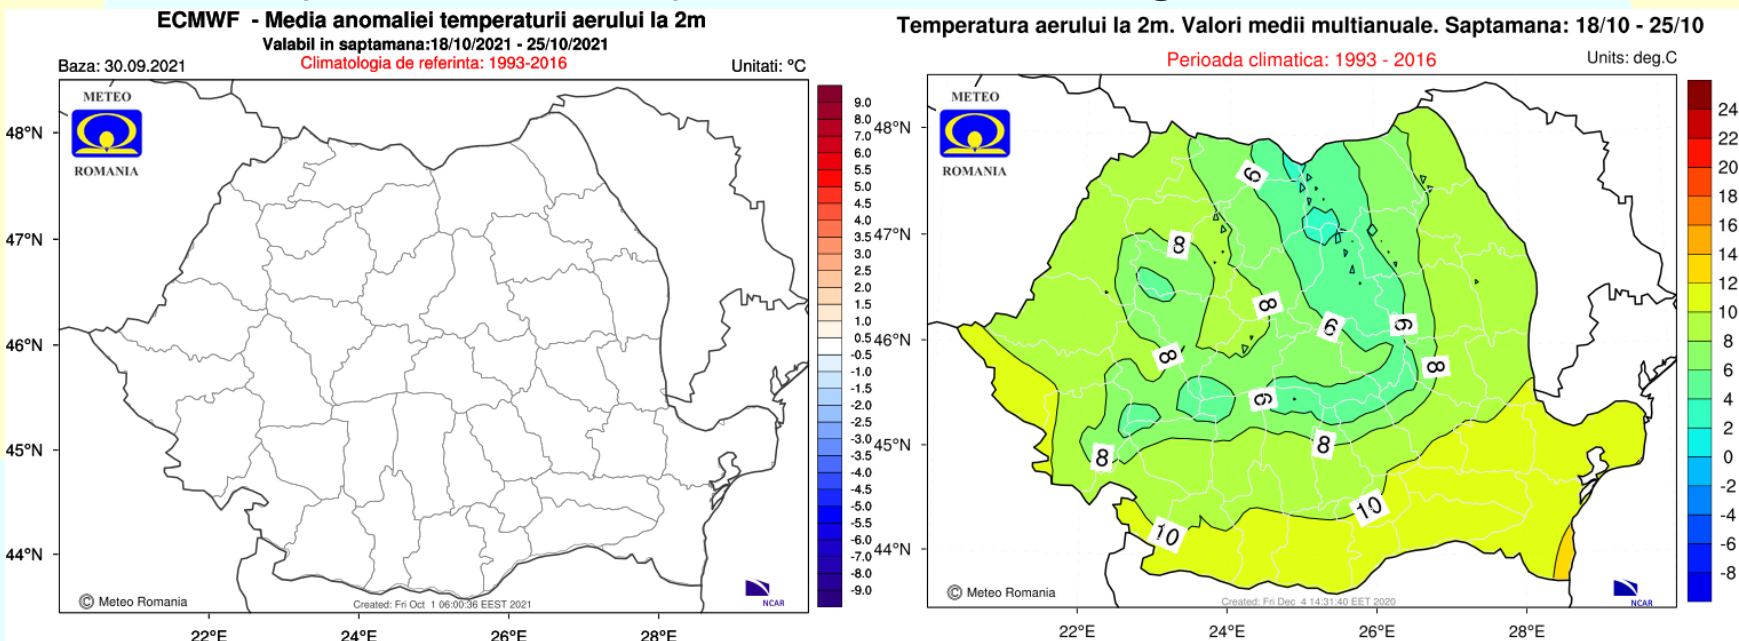 ECMWF - Media anomaliei temperaturii aerului la 2m
Valabil in saptamana:18/10/2021 - 25/10/2021
Baza: 30.09.2021
Climatologia de referinta: 1993-2016
Unitati: ºC
METEO
ROMANIA
48°N
47°N
46°N
45°N
44°N
22°E
24°E
26°E
28°E
9.0
8.0
7.0
6.0
5.5
5.0
4.5
4.0
3.5
3.0
2.5
2.0
1.5
1.0
0.5
-0.5
-1.0
-1.5
-2.0
-2.5
-3.0
-3.5
-4.0
-4.5
-5.0
-5.5
-6.0
-7.0
-8.0
-9.0
© Meteo Romania
Created: Fri Oct 1 06:00:36 EEST 2021
NCAR
Temperatura aerului la 2m. Valori medii multianuale. Saptamana: 18/10 - 25/10
Perioada climatica: 1993 - 2016
Units: deg.C
METEO
ROMANIA
48°N
47°N
46°N
45°N
44°N
22°E
24°E
26°E
28°E
6
8
8
6
6
8
8
6
8
8
10
10
24
22
20
18
16
14
12
10
8
6
4
2
0
-2
-4
-6
-8
© Meteo Romania
Created: Fri Dec 4 14:31:40 EET 2020
NCAR